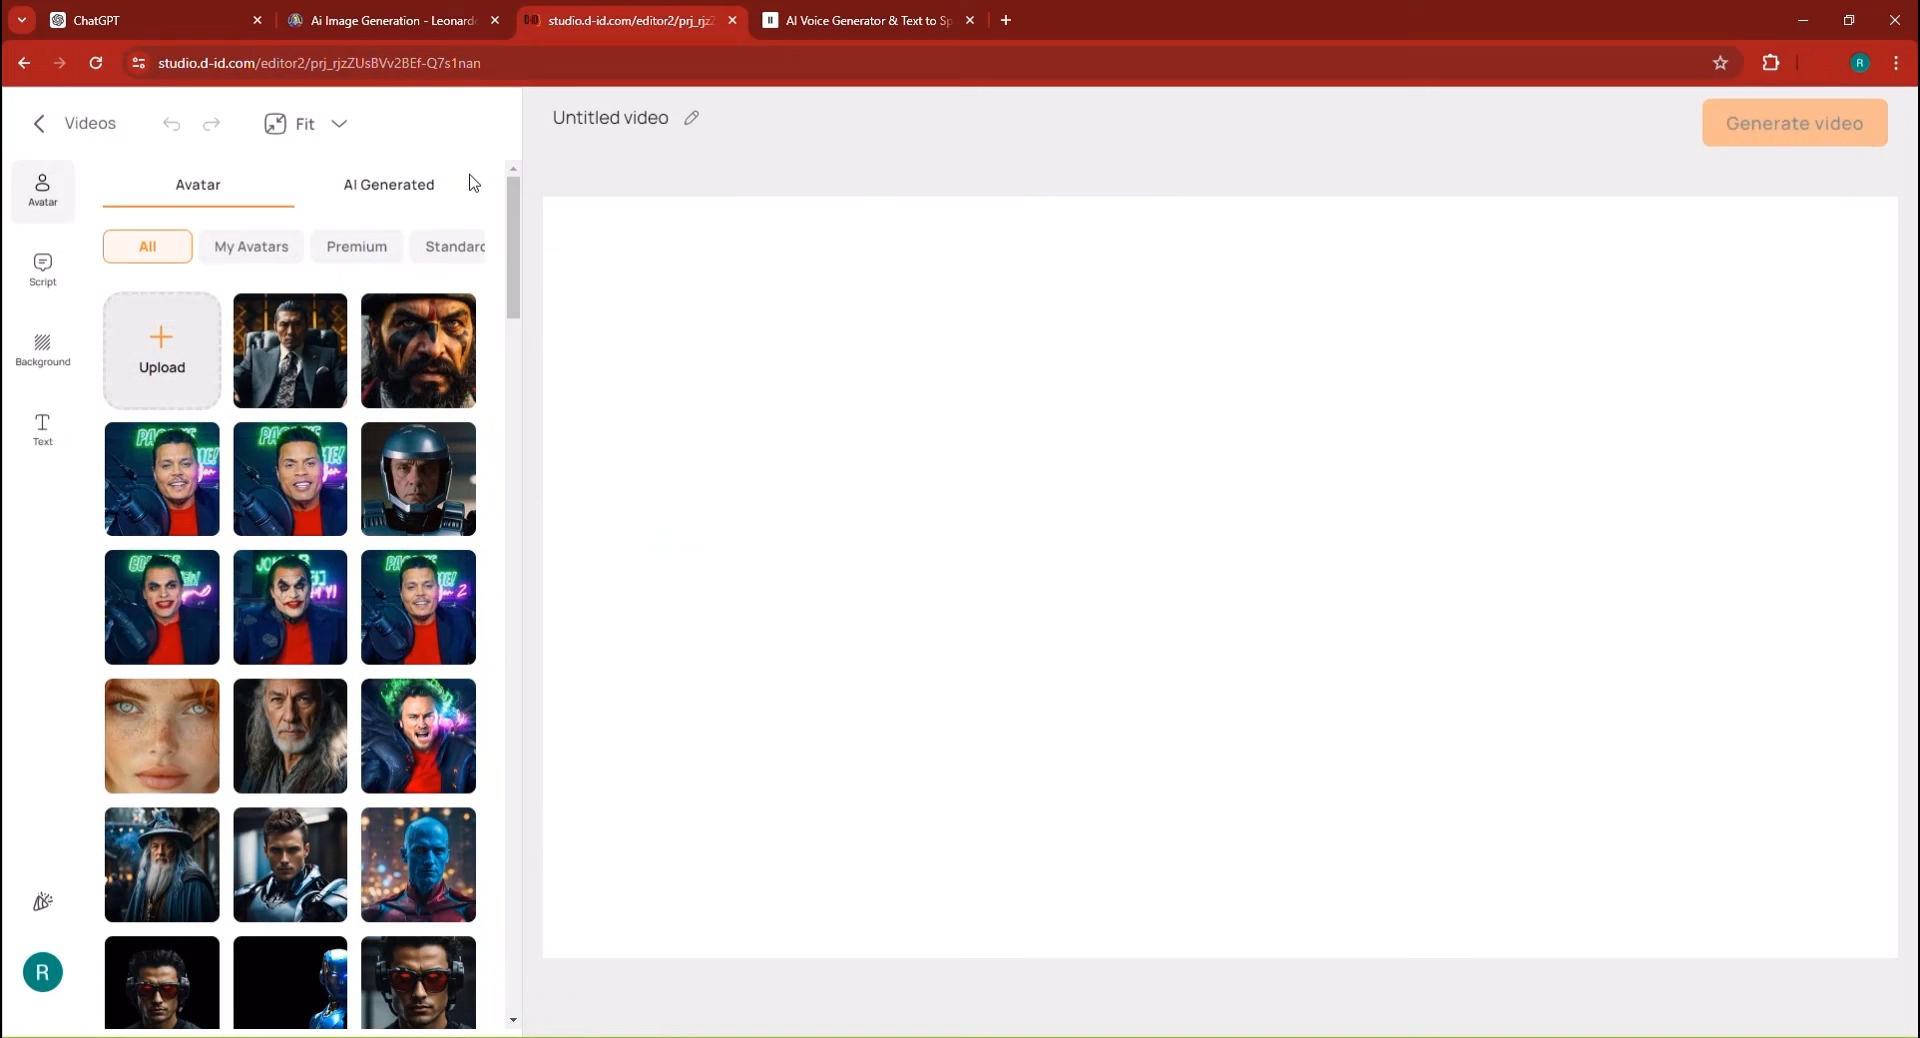 ChatGPT
Ai Image Generation - Leonard
studio.d-id.com/editor2/prj_rjzZ
AI Voice Generator & Text to Sp
studio.d-id.com/editor2/prj_rjzZUsBVv2BEf-Q7s1nan
R
Videos
Fit
Untitled video
Generate video
Avatar
Script
Background
Text
R
Avatar
AI Generated
All
My Avatars
Premium
Standard
Upload